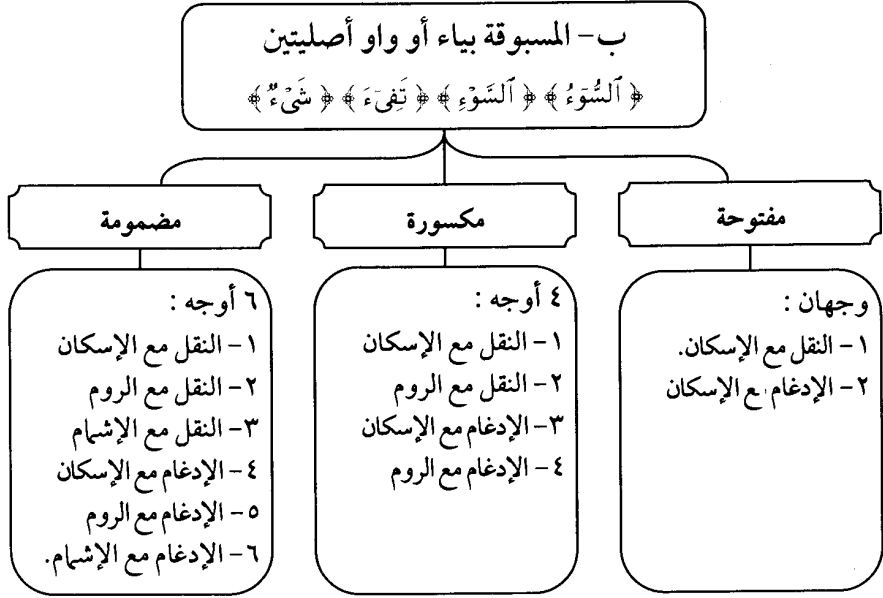 ب- المسبوقة بياء أو واو أصليتين
﴿ ٱلسُّوٓءُ ﴾ ﴿ ٱلسَّوْءِ ﴾ ﴿ تَفِىٓءَ ﴾ ﴿ شَىْءٌ ﴾
مفتوحة
وجهان :
١- النقل مع الإسكان.
٢- الإدغام مع الإسكان
مكسورة
٤ أوجه :
١- النقل مع الإسكان
٢- النقل مع الروم
٣- الإدغام مع الإسكان
٤- الإدغام مع الروم
مضمومة
٦ أوجه :
١- النقل مع الإسكان
٢- النقل مع الروم
٣- النقل مع الإشمام
٤- الإدغام مع الإسكان
٥- الإدغام مع الروم
٦- الإدغام مع الإشمام.